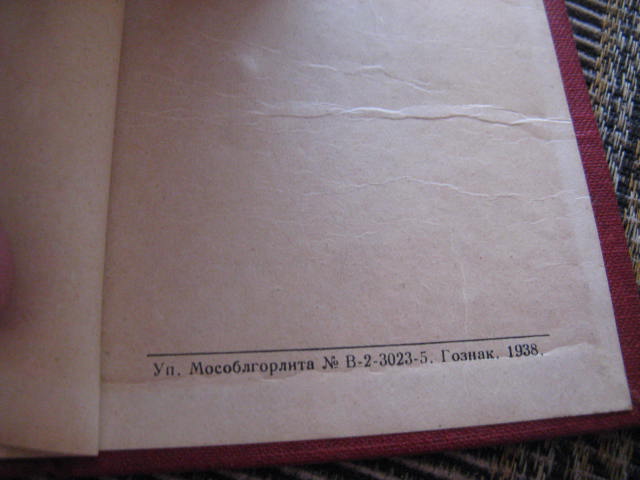 Уп. Мособлгорлита № В-2-3023-5. Гознак. 1938.